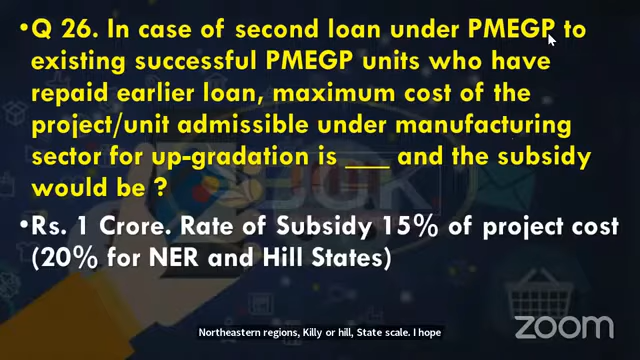 •Q 26. In case of second loan under PMEGP to
existing successful PMEGP units who have
repaid earlier loan, maximum cost of the
project/unit admissible under manufacturing
sector for up-gradation is ___ and the subsidy
would be ?
•Rs. 1 Crore. Rate of Subsidy 15% of project cost
(20% for NER and Hill States)
Northeastern regions, Killy or hill, State scale. I hope
zoom